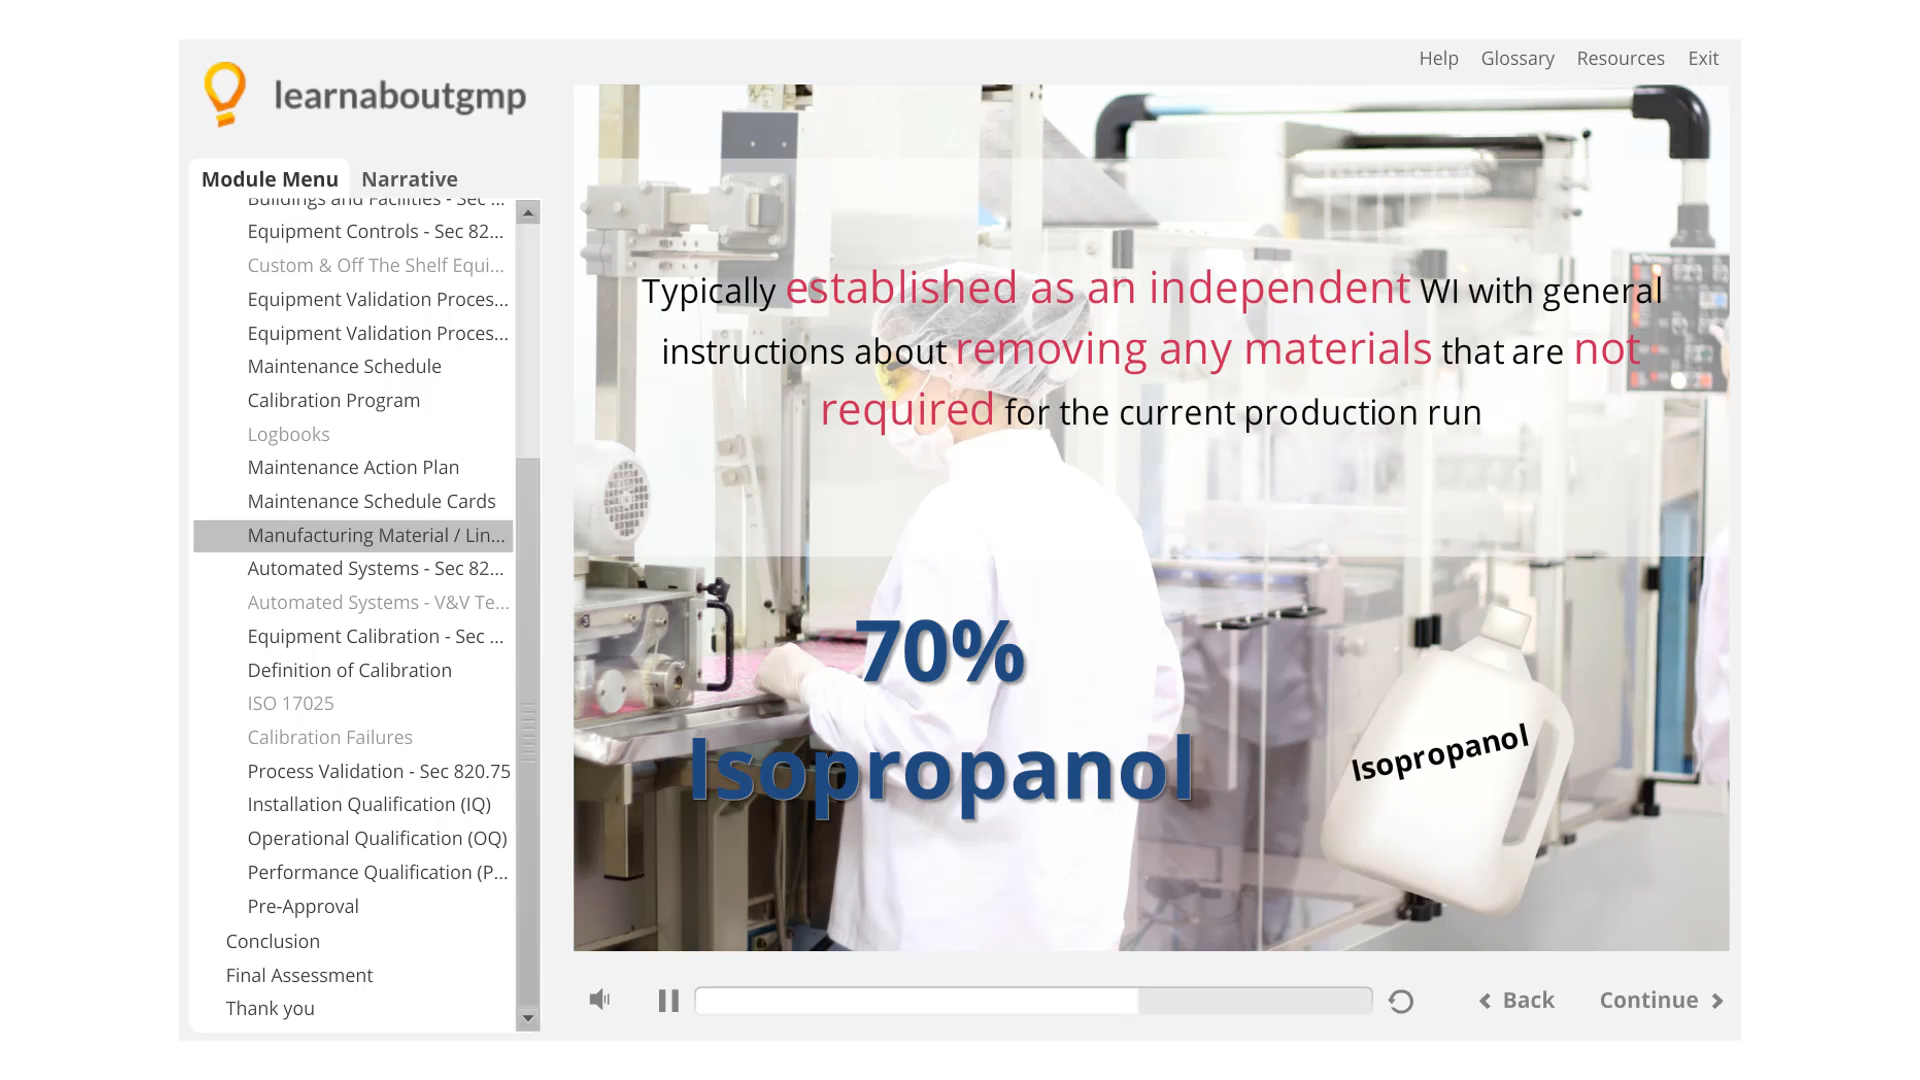 Help Glossary Resources Exit
learnaboutgmp
Module Menu Narrative
Buildings and Facilities - Sec ...
Equipment Controls - Sec 82...
Custom & Off The Shelf Equi...
Equipment Validation Proces...
Equipment Validation Proces...
Maintenance Schedule
Calibration Program
Logbooks
Maintenance Action Plan
Maintenance Schedule Cards
Manufacturing Material / Lin...
Automated Systems - Sec 82...
Automated Systems - V&V Te...
Equipment Calibration - Sec ...
Definition of Calibration
ISO 17025
Calibration Failures
Process Validation - Sec 820.75
Installation Qualification (IQ)
Operational Qualification (OQ)
Performance Qualification (P...
Pre-Approval
Conclusion
Final Assessment
Thank you
Typically established as an independent WI with general
instructions about removing any materials that are not
required for the current production run
70%
Isopropanol
Isopropanol
Back Continue